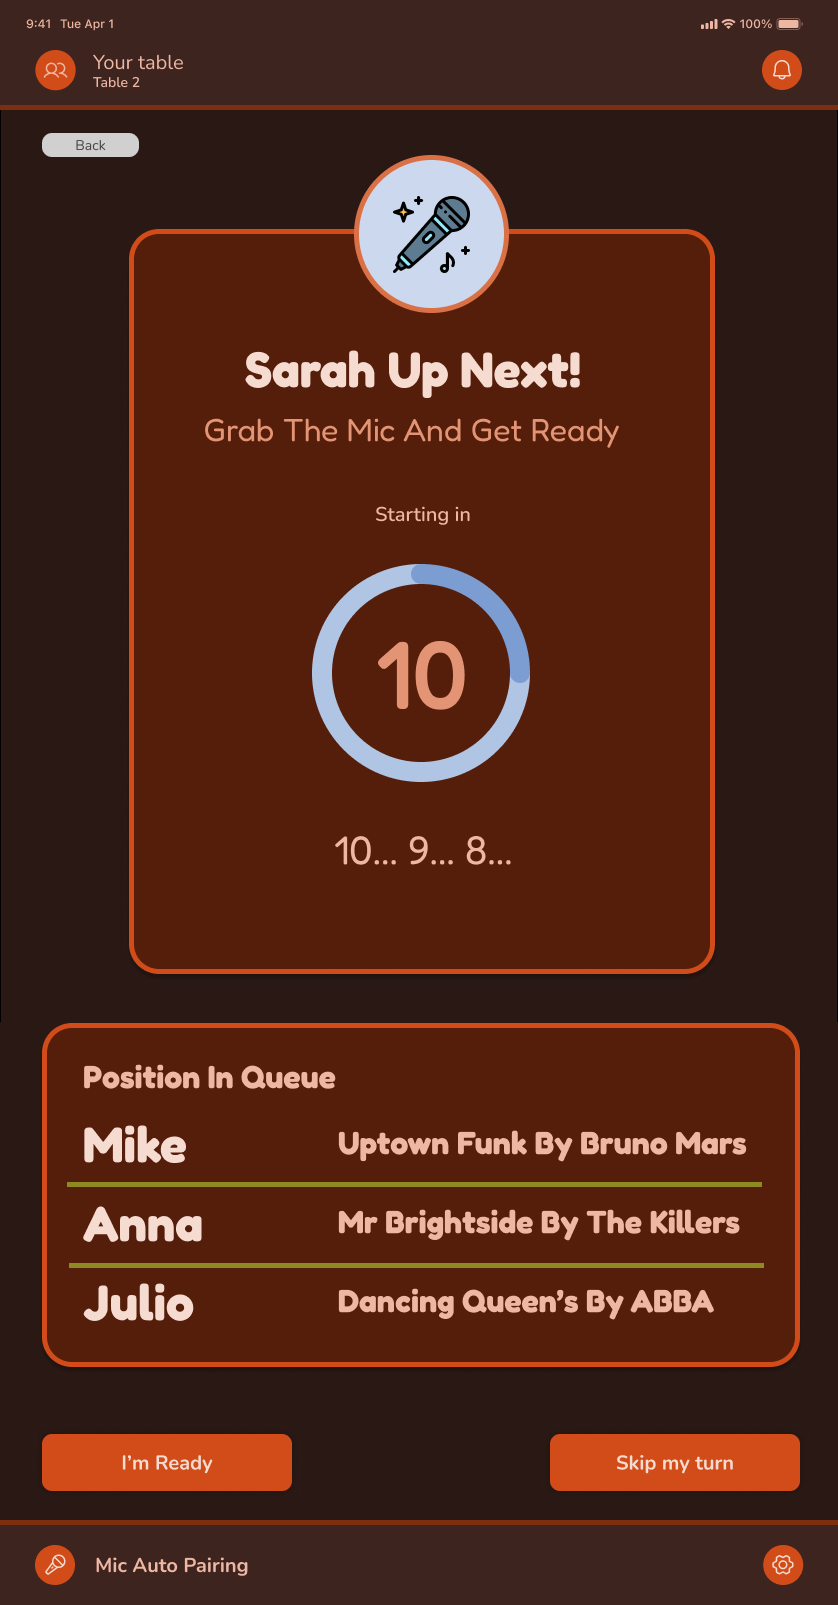 9:41 Tue Apr 1
100%
Your table
Table 2
Back
Sarah Up Next!
Grab The Mic And Get Ready
Starting in
10
10... 9... 8...
Position In Queue
Mike Uptown Funk By Bruno Mars
Anna Mr Brightside By The Killers
Julio Dancing Queen’s By ABBA
I’m Ready
Skip my turn
Mic Auto Pairing